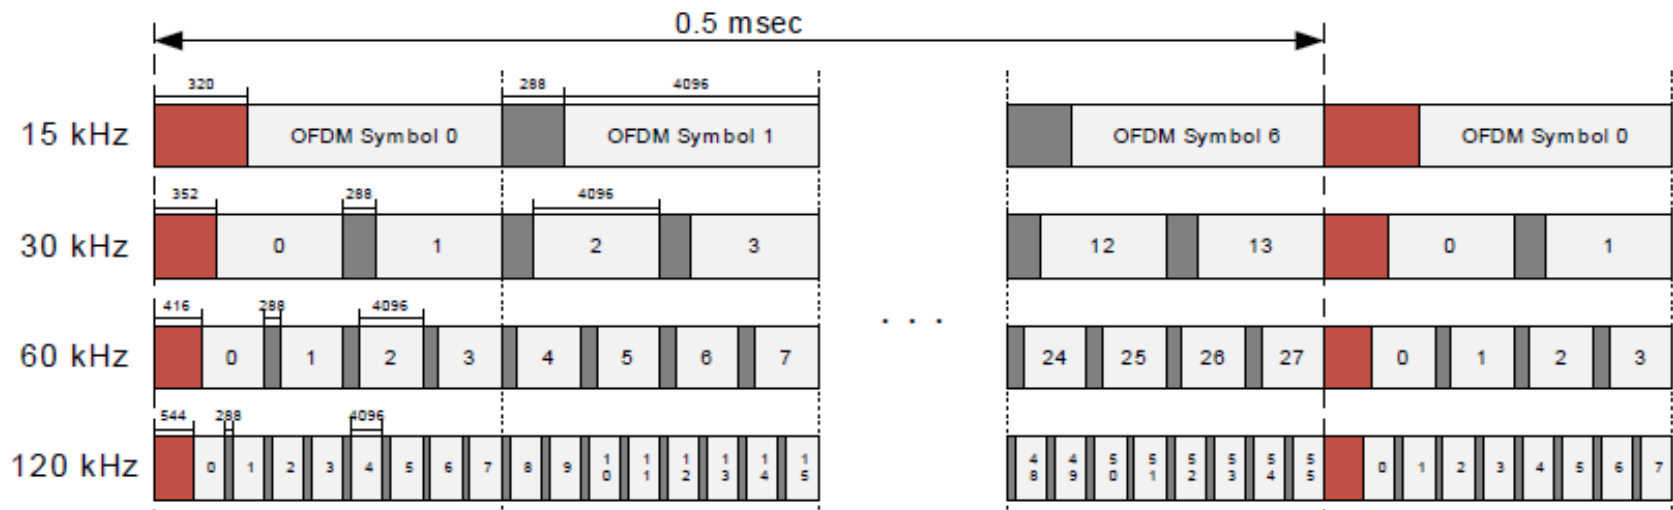 0.5 msec
320 288 4096
15 kHz OFDM Symbol 0 OFDM Symbol 1 OFDM Symbol 6 OFDM Symbol 0
352 288 4096
30 kHz 0 1 2 3 12 13 0 1
416 288 4096
. . .
60 kHz 0 1 2 3 4 5 6 7 24 25 26 27 0 1 2 3
544 288 4096
120 kHz 0 1 2 3 4 5 6 7 8 9 10 11 12 13 14 15 48 49 50 51 52 53 54 55 0 1 2 3 4 5 6 7